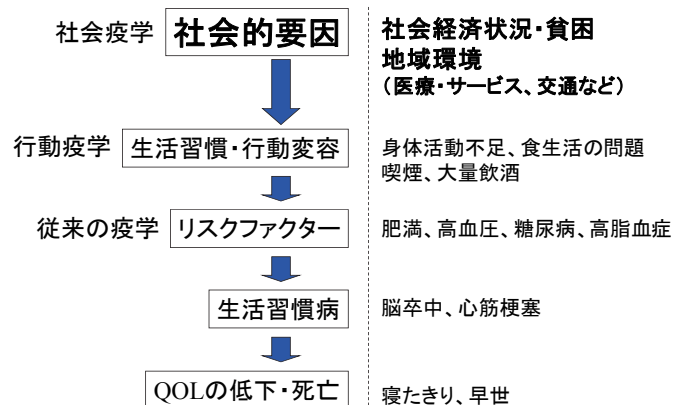 社会疫学 社会的要因 社会経済状況・貧困
地域環境
（医療・サービス、交通など）
行動疫学 生活習慣・行動変容 身体活動不足、食生活の問題
喫煙、大量飲酒
従来の疫学 リスクファクター 肥満、高血圧、糖尿病、高脂血症
生活習慣病 脳卒中、心筋梗塞
QOLの低下・死亡 寝たきり、早世